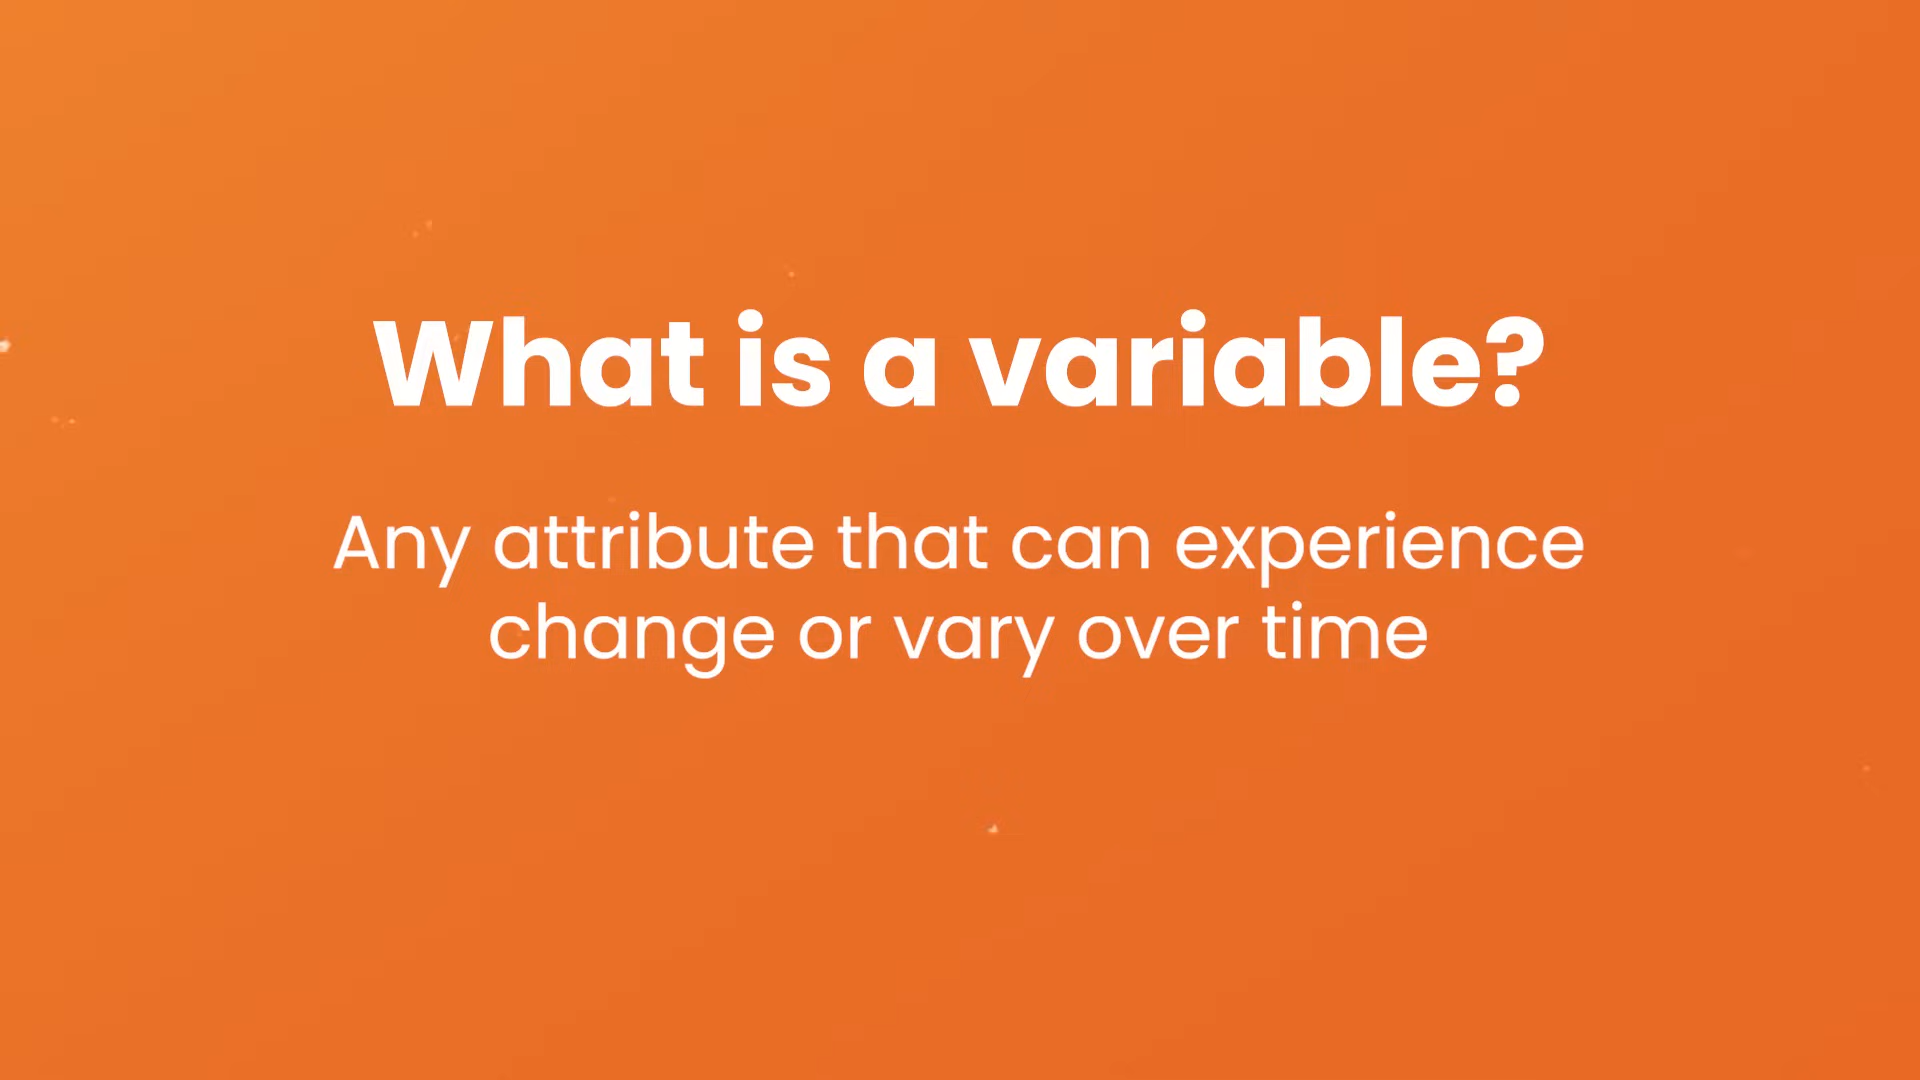 What is a variable?
Any attribute that can experience
change or vary over time